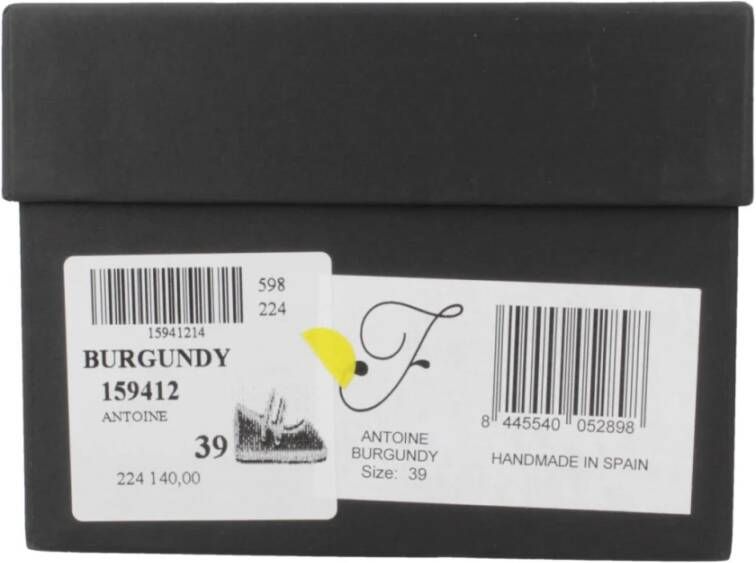 598
224
15941214
BURGUNDY
159412
ANTOINE
39
224 140,00
F
ANTOINE
BURGUNDY
Size: 39
8 445540 052898
HANDMADE IN SPAIN